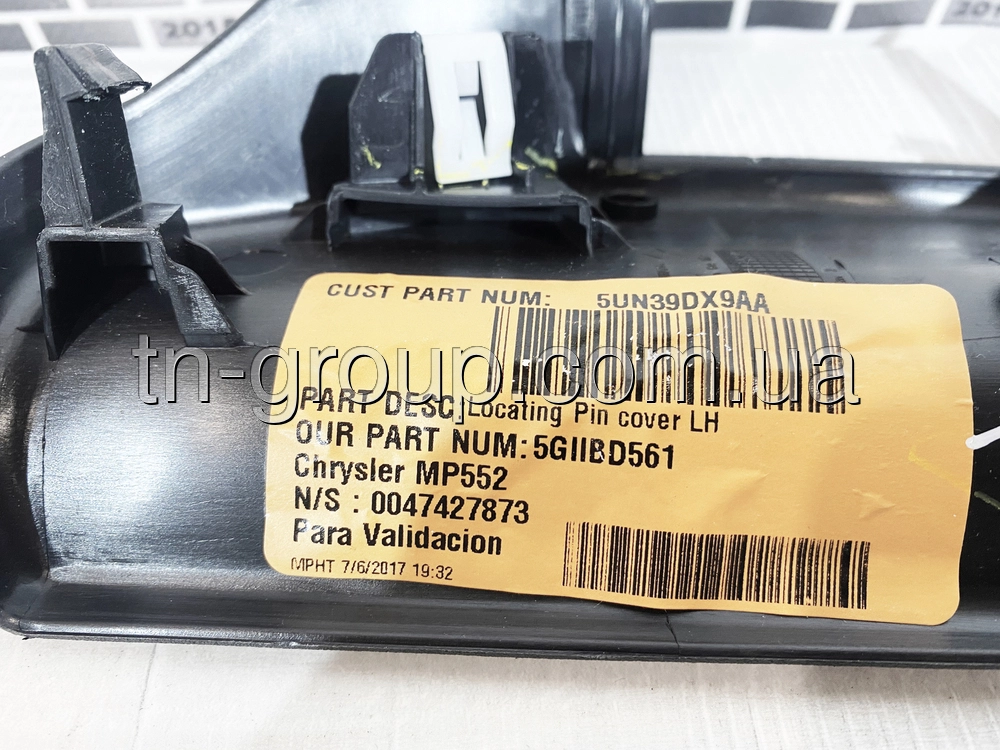 CUST PART NUM: 5UN39DX9AA
tn-group.com.ua
PART DESC: Locating Pin cover LH
OUR PART NUM: 5GIIBD561
Chrysler MP552
N/S : 0047427873
Para Validacion
MPHT 7/6/2017 19:32